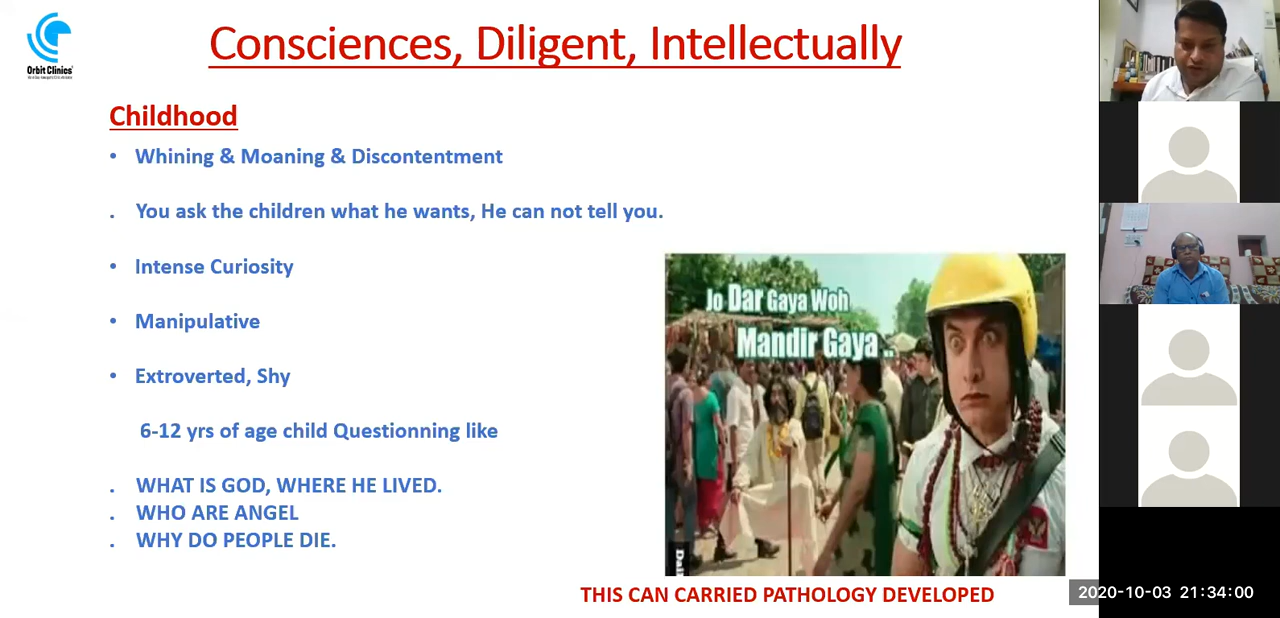 Orbit Clinics
Consciences, Diligent, Intellectually
Childhood
• Whining & Moaning & Discontentment
. You ask the children what he wants, He can not tell you.
• Intense Curiosity
• Manipulative
• Extroverted, Shy
6-12 yrs of age child Questionning like
. WHAT IS GOD, WHERE HE LIVED.
. WHO ARE ANGEL
. WHY DO PEOPLE DIE.
Jo Dar Gaya Woh
Mandir Gaya ..
THIS CAN CARRIED PATHOLOGY DEVELOPED
2020-10-03 21:34:00